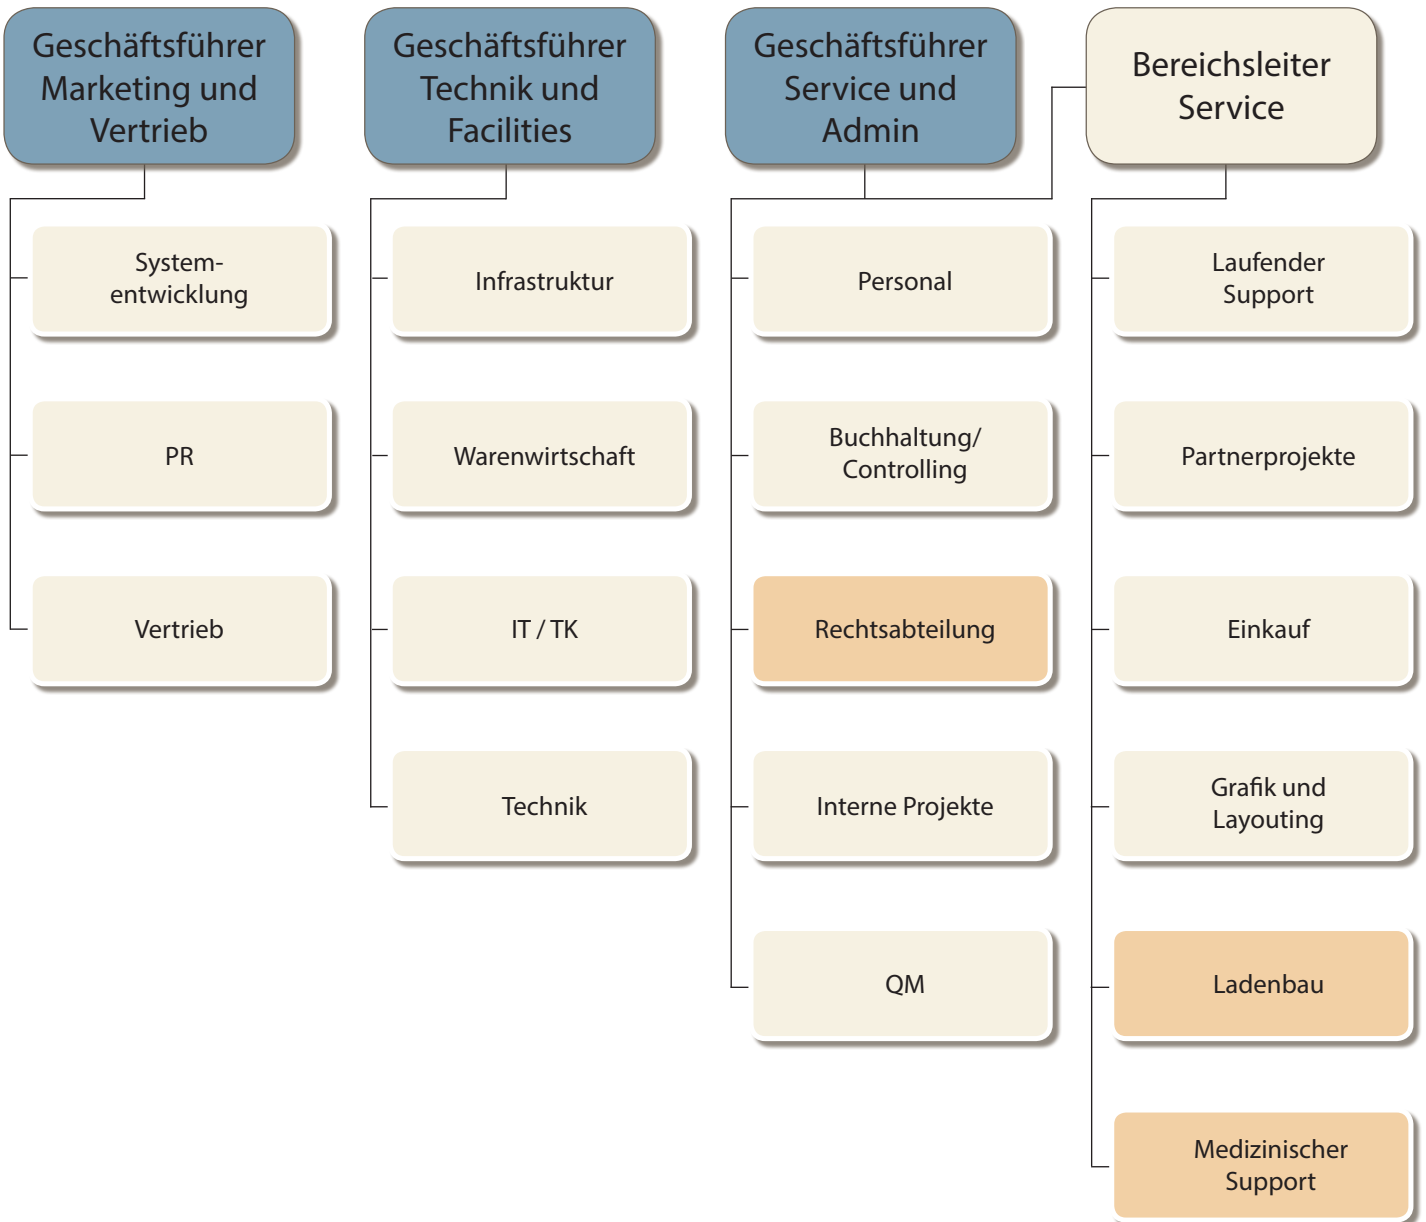 Geschäftsführer
Marketing und
Vertrieb
System-
entwicklung
PR
Vertrieb
Geschäftsführer
Technik und
Facilities
Infrastruktur
Warenwirtschaft
IT / TK
Technik
Geschäftsführer
Service und
Admin
Personal
Buchhaltung/
Controlling
Rechtsabteilung
Interne Projekte
QM
Bereichsleiter
Service
Laufender
Support
Partnerprojekte
Einkauf
Grafik und
Layouting
Ladenbau
Medizinischer
Support